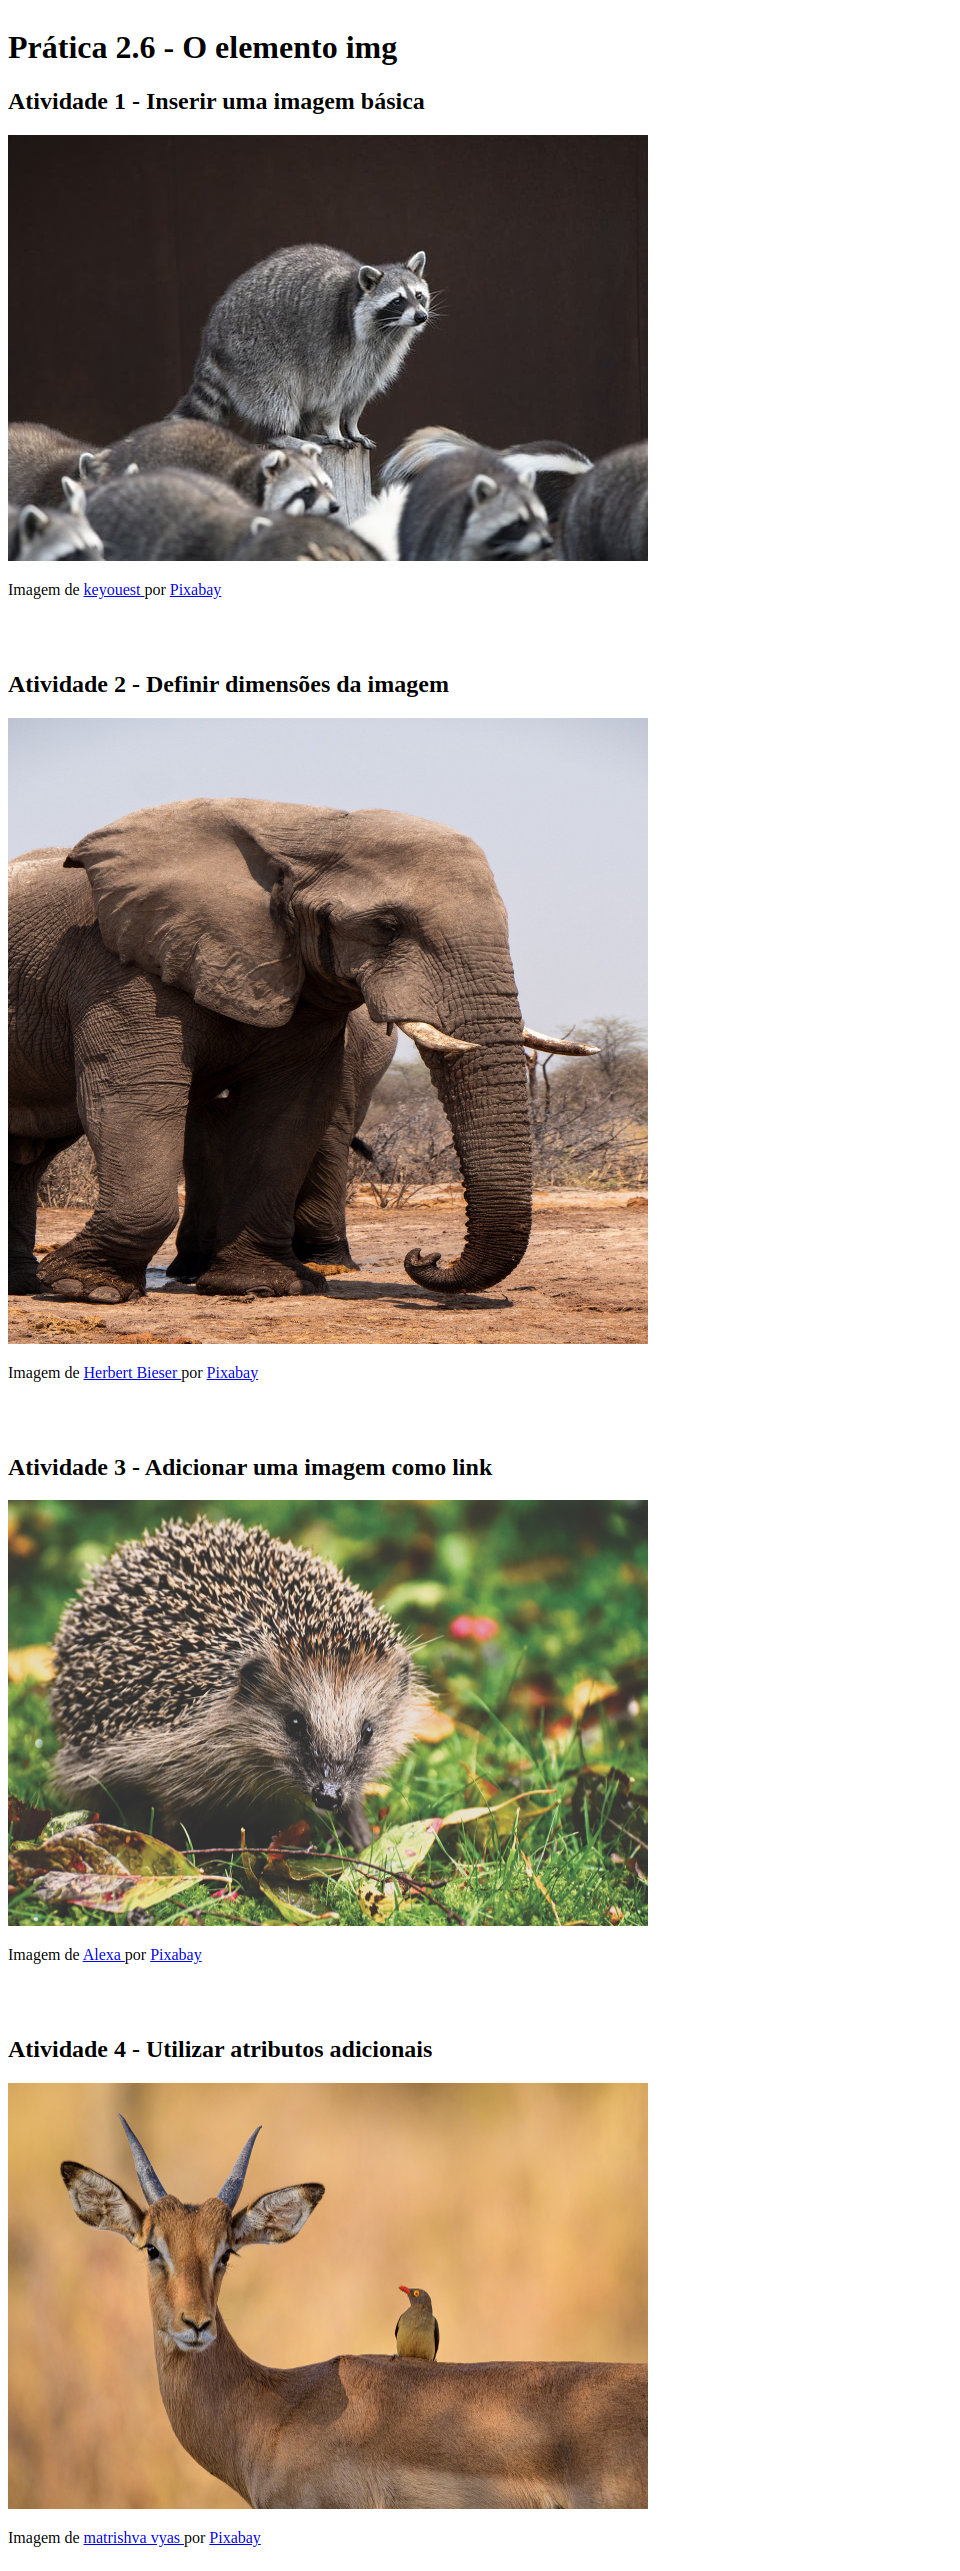 Prática 2.6 - O elemento img
Atividade 1 - Inserir uma imagem básica
Imagem de keyouest por Pixabay
Atividade 2 - Definir dimensões da imagem
Imagem de Herbert Bieser por Pixabay
Atividade 3 - Adicionar uma imagem como link
Imagem de Alexa por Pixabay
Atividade 4 - Utilizar atributos adicionais
Imagem de matrishva vyas por Pixabay